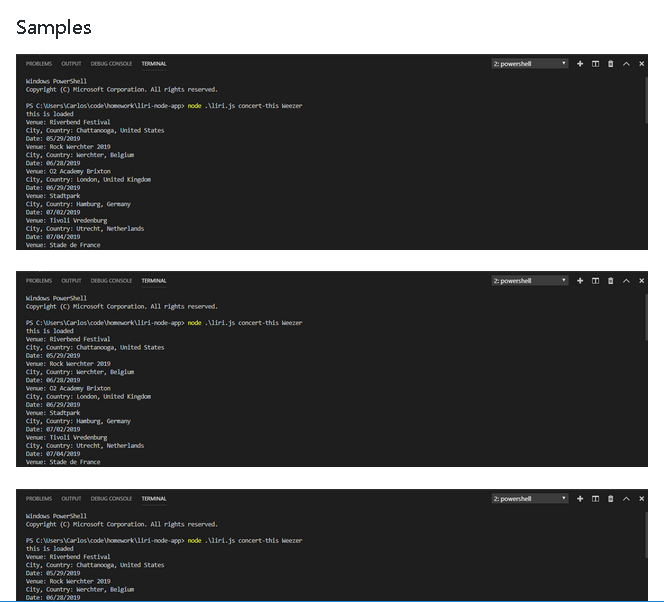 Samples
PROBLEMS OUTPUT DEBUG CONSOLE TERMINAL 2: powershell
Windows PowerShell
Copyright (C) Microsoft Corporation. All rights reserved.
PS C:\Users\Carlos\code\homework\liri-node-app> node .\liri.js concert-this Weezer
this is loaded
Venue: Riverbend Festival
City, Country: Chattanooga, United States
Date: 05/29/2019
Venue: Rock Werchter 2019
City, Country: Werchter, Belgium
Date: 06/28/2019
Venue: O2 Academy Brixton
City, Country: London, United Kingdom
Date: 06/29/2019
Venue: Stadtpark
City, Country: Hamburg, Germany
Date: 07/02/2019
Venue: Tivoli Vredenburg
City, Country: Utrecht, Netherlands
Date: 07/04/2019
Venue: Stade de France
PROBLEMS OUTPUT DEBUG CONSOLE TERMINAL 2: powershell
Windows PowerShell
Copyright (C) Microsoft Corporation. All rights reserved.
PS C:\Users\Carlos\code\homework\liri-node-app> node .\liri.js concert-this Weezer
this is loaded
Venue: Riverbend Festival
City, Country: Chattanooga, United States
Date: 05/29/2019
Venue: Rock Werchter 2019
City, Country: Werchter, Belgium
Date: 06/28/2019
Venue: O2 Academy Brixton
City, Country: London, United Kingdom
Date: 06/29/2019
Venue: Stadtpark
City, Country: Hamburg, Germany
Date: 07/02/2019
Venue: Tivoli Vredenburg
City, Country: Utrecht, Netherlands
Date: 07/04/2019
Venue: Stade de France
PROBLEMS OUTPUT DEBUG CONSOLE TERMINAL 2: powershell
Windows PowerShell
Copyright (C) Microsoft Corporation. All rights reserved.
PS C:\Users\Carlos\code\homework\liri-node-app> node .\liri.js concert-this Weezer
this is loaded
Venue: Riverbend Festival
City, Country: Chattanooga, United States
Date: 05/29/2019
Venue: Rock Werchter 2019
City, Country: Werchter, Belgium
Date: 06/28/2019